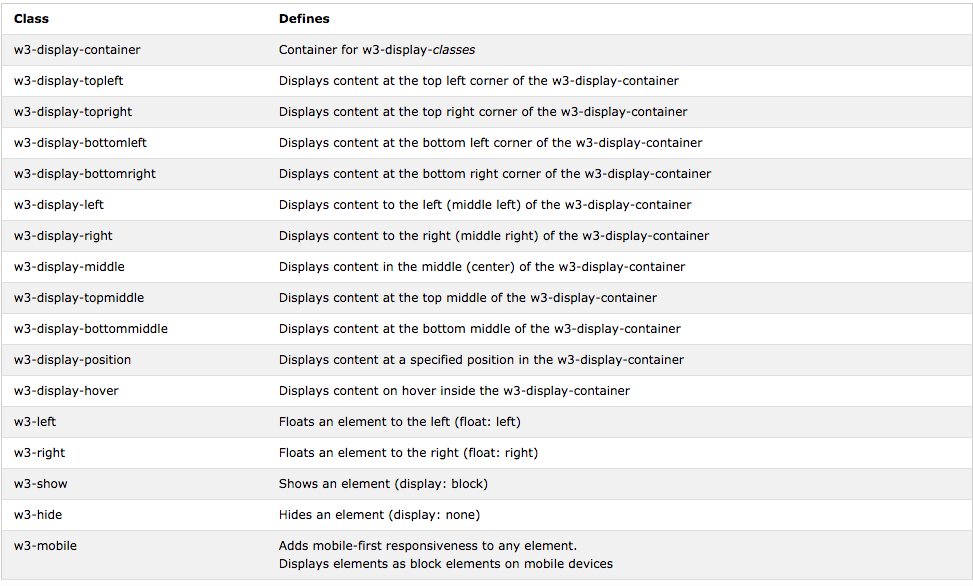 Class Defines
w3-display-container Container for w3-display-classes
w3-display-topleft Displays content at the top left corner of the w3-display-container
w3-display-topright Displays content at the top right corner of the w3-display-container
w3-display-bottomleft Displays content at the bottom left corner of the w3-display-container
w3-display-bottomright Displays content at the bottom right corner of the w3-display-container
w3-display-left Displays content to the left (middle left) of the w3-display-container
w3-display-right Displays content to the right (middle right) of the w3-display-container
w3-display-middle Displays content in the middle (center) of the w3-display-container
w3-display-topmiddle Displays content at the top middle of the w3-display-container
w3-display-bottommiddle Displays content at the bottom middle of the w3-display-container
w3-display-position Displays content at a specified position in the w3-display-container
w3-display-hover Displays content on hover inside the w3-display-container
w3-left Floats an element to the left (float: left)
w3-right Floats an element to the right (float: right)
w3-show Shows an element (display: block)
w3-hide Hides an element (display: none)
w3-mobile Adds mobile-first responsiveness to any element.
Displays elements as block elements on mobile devices